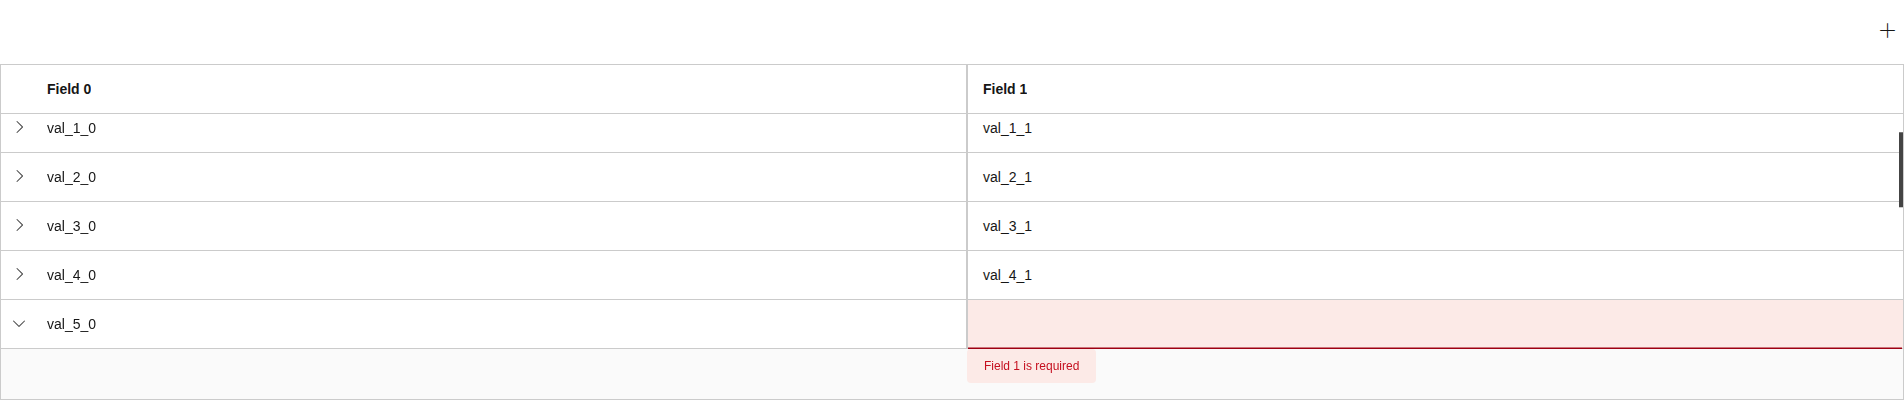 Field 0 Field 1
val_1_0 val_1_1
val_2_0 val_2_1
val_3_0 val_3_1
val_4_0 val_4_1
val_5_0
Field 1 is required